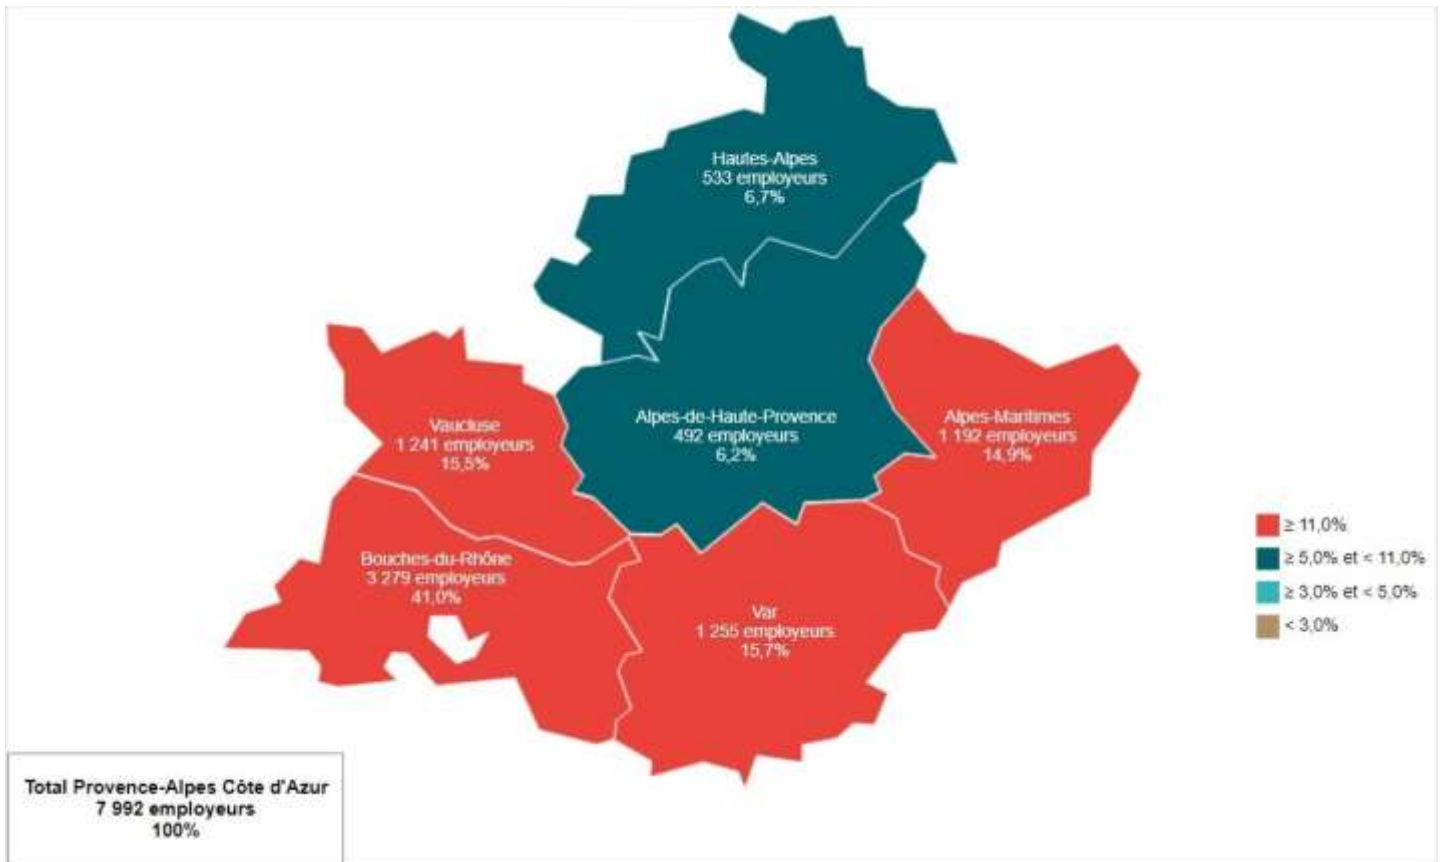 Hautes-Alpes
533 employeurs
6,7%
Alpes-de-Haute-Provence
492 employeurs
6,2%
Alpes-Maritimes
1 192 employeurs
14,9%
Vaucluse
1 241 employeurs
15,5%
Bouches-du-Rhône
3 279 employeurs
41,0%
Var
1 255 employeurs
15,7%
≥ 11,0%
≥ 5,0% et < 11,0%
≥ 3,0% et < 5,0%
< 3,0%
Total Provence-Alpes Côte d'Azur
7 992 employeurs
100%